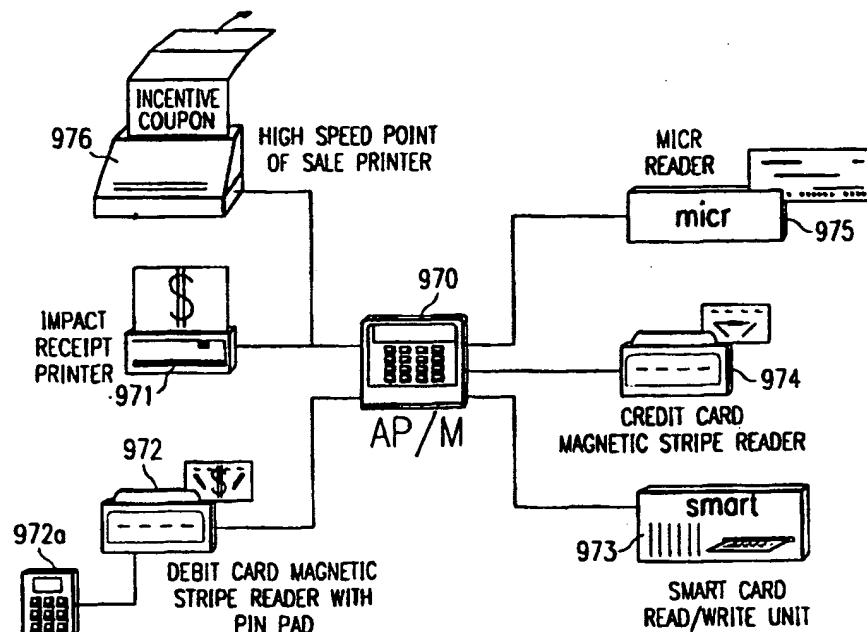 INCENTIVE
COUPON
976
HIGH SPEED POINT
OF SALE PRINTER
MICR
READER
micr
975
970
IMPACT
RECEIPT
PRINTER
$
971
AP/M
974
CREDIT CARD
MAGNETIC STRIPE READER
972
$
972a
DEBIT CARD MAGNETIC
STRIPE READER WITH
PIN PAD
smart
973
SMART CARD
READ/WRITE UNIT